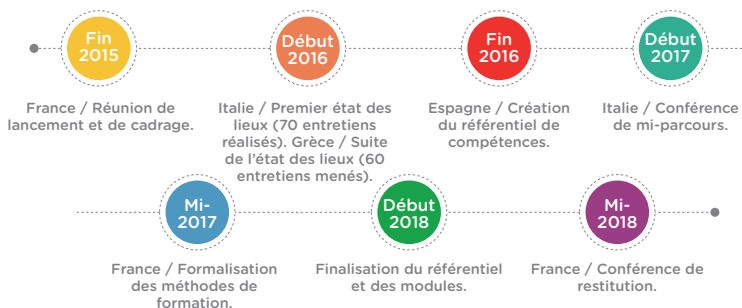 Fin
2015
France / Réunion de
lancement et de cadrage.
Début
2016
Italie / Premier état des
lieux (70 entretiens
réalisés). Grèce / Suite
de l'état des lieux (60
entretiens menés).
Fin
2016
Espagne / Création
du référentiel de
compétences.
Début
2017
Italie / Conférence
de mi-parcours.
Mi-
2017
France / Formalisation
des méthodes de
formation.
Début
2018
Finalisation du référentiel
et des modules.
Mi-
2018
France / Conférence de
restitution.